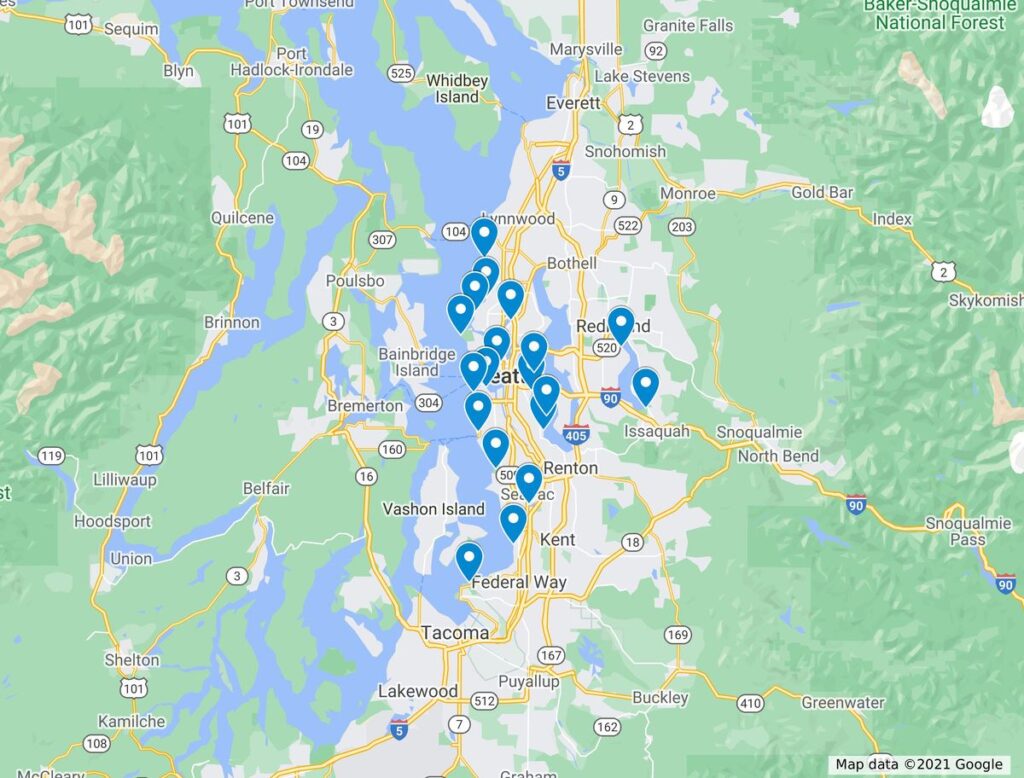 Port Townsend
Baker-Snoqualmie
National Forest
101
Sequim
Granite Falls
Marysville
92
Port
Hadlock-Irondale
Blyn
525
Whidbey
Island
Lake Stevens
Everett
101
19
2
104
5
Snohomish
Monroe
Gold Bar
9
Quilcene
104
Lynnwood
522
203
Index
307
Bothell
2
Poulsbo
Skykomish
Brinnon
3
Redmond
520
Bainbridge
Island
Seattle
90
Bremerton
304
Issaquah
Snoqualmie
405
160
North Bend
119
101
16
Renton
Lilliwaup
509
Belfair
SeaTac
Vashon Island
90
Hoodsport
Snoqualmie
Pass
Kent
18
Union
3
Federal Way
90
Tacoma
169
Shelton
167
Puyallup
101
Lakewood
512
Buckley
410
Greenwater
Kamilche
7
5
162
108
McCleary
Graham
Map data ©2021 Google